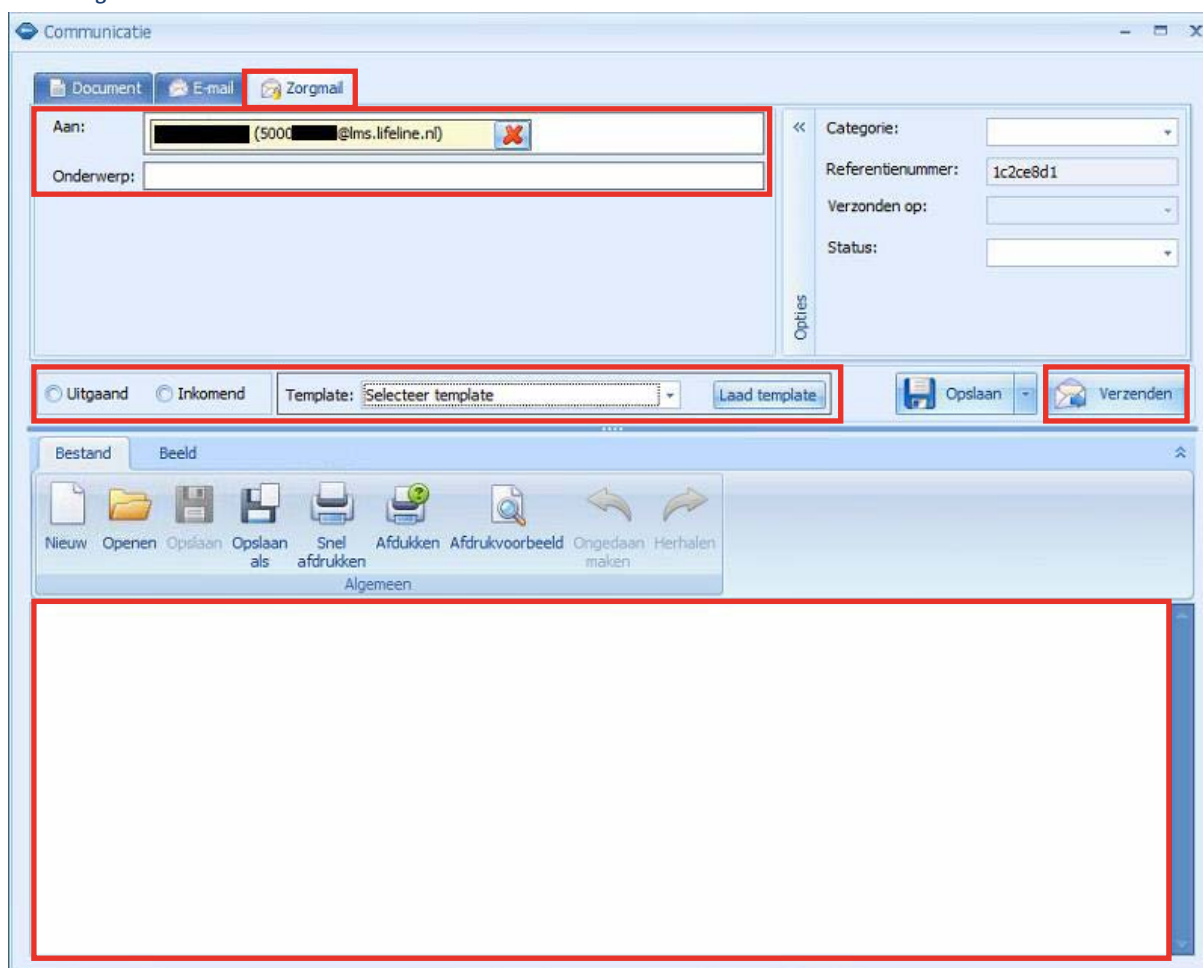 Communicatie
Document E-mail Zorgmail
Aan: (5000 @lms.lifeline.nl)
Onderwerp:
Categorie:
Referentienummer: 1c2ce8d1
Verzonden op:
Status:
Opties
Uitgaand Inkomend Template: Selecteer template Laad template Opslaan Verzenden
Bestand Beeld
Nieuw Openen Opslaan Opslaan als Snel afdrukken Afdukken Afdrukvoorbeeld Ongedaan maken Herhalen
Algemeen